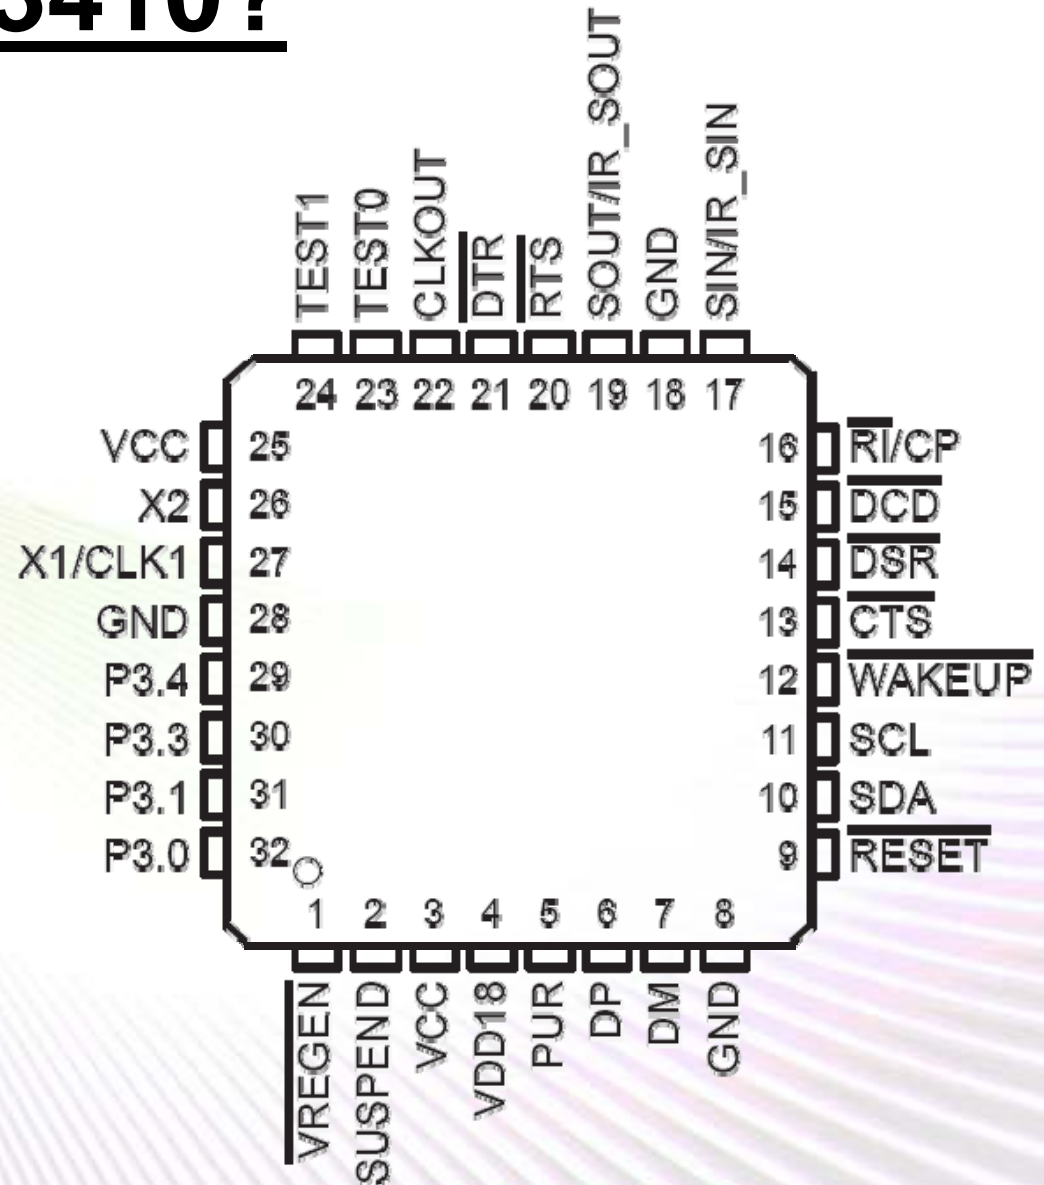 3410?
TEST1
TEST0
CLKOUT
DTR
RTS
SOUT/IR_SOUT
GND
SIN/IR_SIN
24 23 22 21 20 19 18 17
VCC 25
X2 26
X1/CLK1 27
GND 28
P3.4 29
P3.3 30
P3.1 31
P3.0 32
16 RI/CP
15 DCD
14 DSR
13 CTS
12 WAKEUP
11 SCL
10 SDA
9 RESET
1 2 3 4 5 6 7 8
VREGEN
SUSPEND
VCC
VDD18
PUR
DP
DM
GND